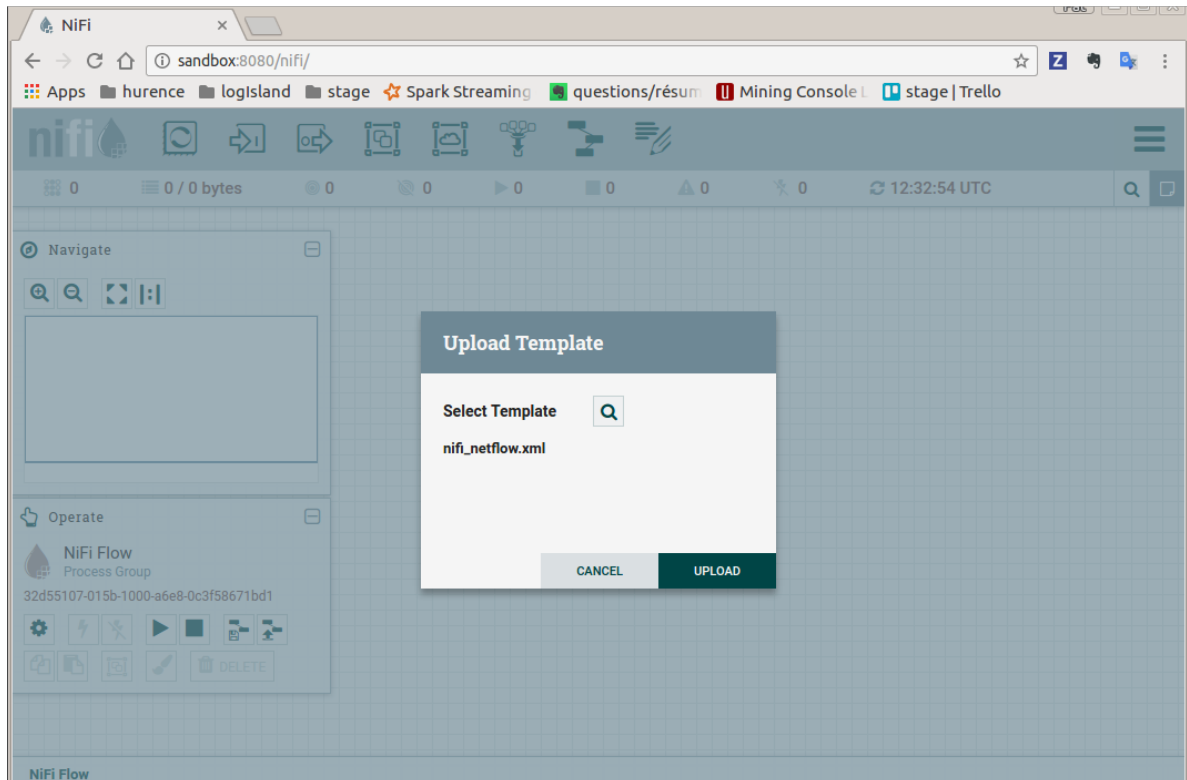 NiFi
sandbox:8080/nifi/
Apps hurence logIsland stage Spark Streaming questions/résum Mining Console L stage | Trello
nifi
0 0 / 0 bytes 0 0 0 0 0 0 12:32:54 UTC
Navigate
Upload Template
Select Template
nifi_netflow.xml
CANCEL UPLOAD
Operate
NiFi Flow
Process Group
32d55107-015b-1000-a6e8-0c3f58671bd1
DELETE
NiFi Flow